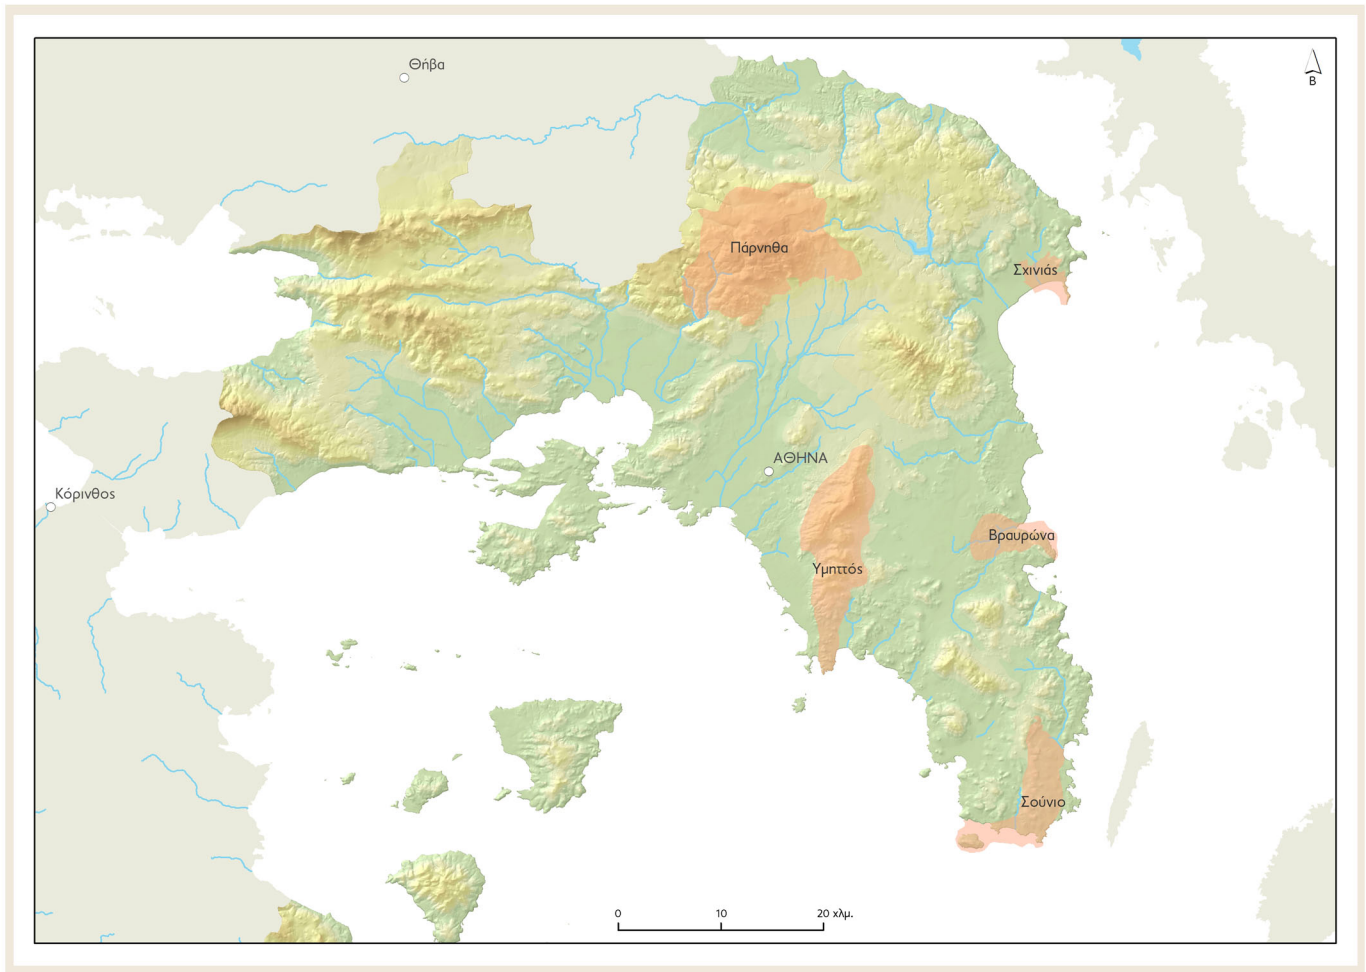 Θήβα
Β
Πάρνηθα
Σχινιάς
ΑΘΗΝΑ
Κόρινθος
Βραυρώνα
Υμηττός
Σούνιο
0 10 20 χλμ.